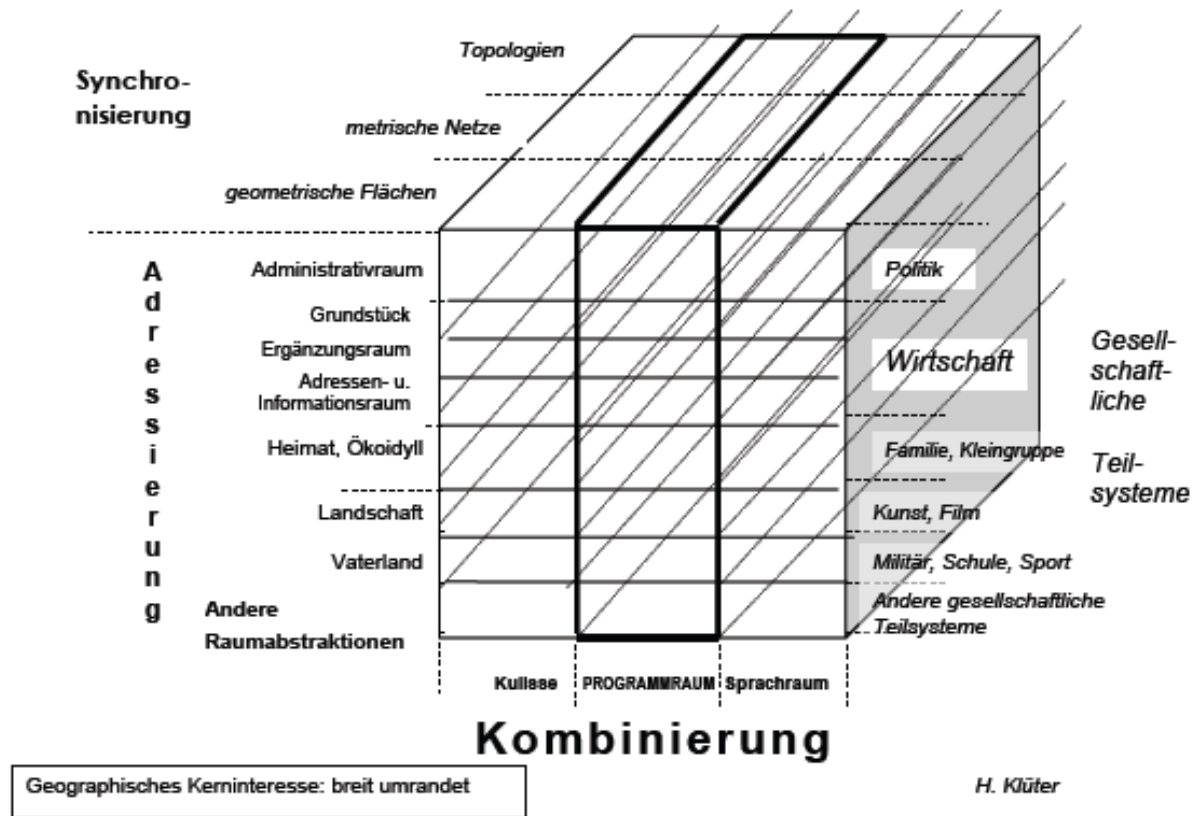 Topologien
Synchro-
nisierung
metrische Netze
geometrische Flächen
Adressierung
Administrativraum
Grundstück
Ergänzungsraum
Adressen- u.
Informationsraum
Heimat, Ökoidyll
Landschaft
Vaterland
Andere
Raumabstraktionen
Politik
Wirtschaft
Familie, Kleingruppe
Kunst, Film
Militär, Schule, Sport
Andere gesellschaftliche
Teilsysteme
Gesell-
schaft-
liche
Teil-
systeme
Kulisse PROGRAMMRAUM Sprachraum
Kombinierung
Geographisches Kerninteresse: breit umrandet
H. Klüter